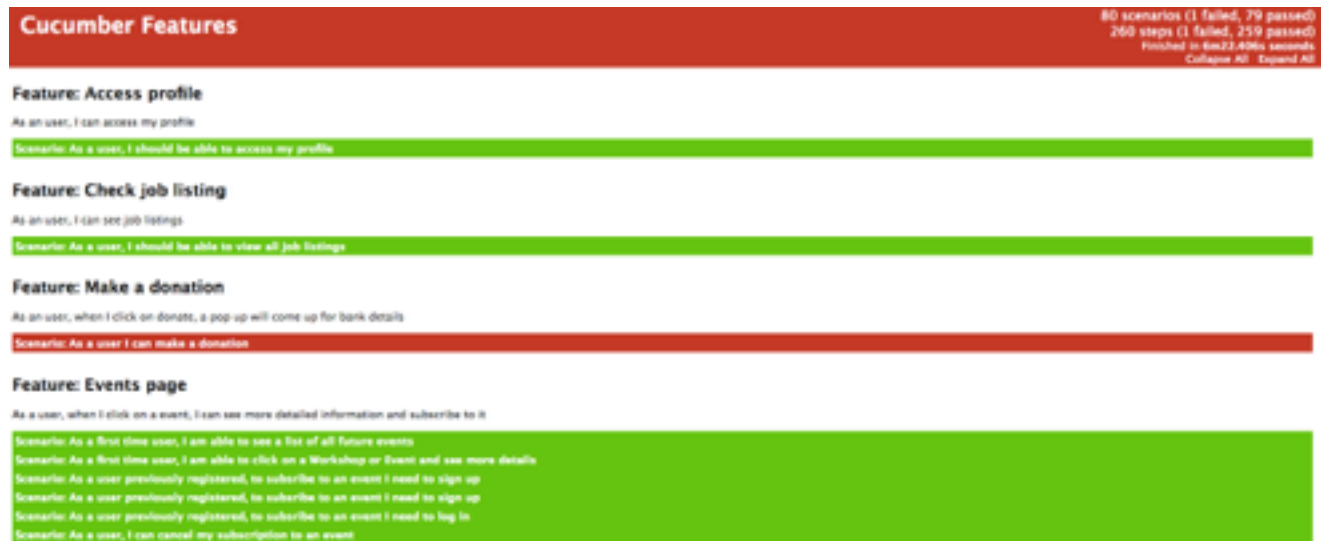 Cucumber Features
80 scenarios (1 failed, 79 passed)
260 steps (1 failed, 259 passed)
Finished in 6m22.406s seconds
Collapse All Expand All
Feature: Access profile
As an user, I can access my profile
Scenario: As a user, I should be able to access my profile
Feature: Check job listing
As an user, I can see job listings
Scenario: As a user, I should be able to view all job listings
Feature: Make a donation
As an user, when I click on donate, a pop up will come up for bank details
Scenario: As a user I can make a donation
Feature: Events page
As a user, when I click on a event, I can see more detailed information and subscribe to it
Scenario: As a first time user, I am able to see a list of all future events
Scenario: As a first time user, I am able to click on a Workshop or Event and see more details
Scenario: As a user previously registered, to subsribe to an event I need to sign up
Scenario: As a user previously registered, to subsribe to an event I need to sign up
Scenario: As a user previously registered, to subsribe to an event I need to log in
Scenario: As a user, I can cancel my subscription to an event